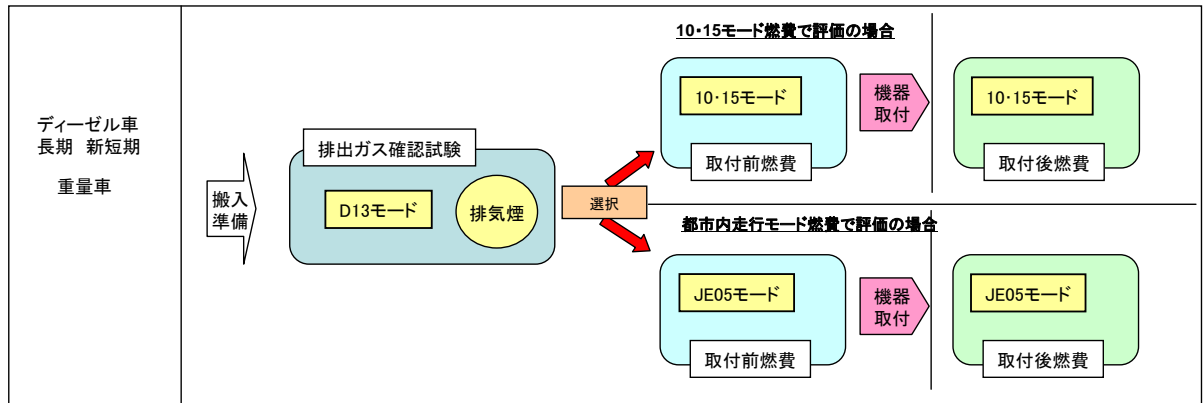 ディーゼル車
長期 新短期
重量車
搬入
準備
排出ガス確認試験
D13モード
排気煙
選択
10・15モード燃費で評価の場合
10・15モード
取付前燃費
機器
取付
10・15モード
取付後燃費
都市内走行モード燃費で評価の場合
JE05モード
取付前燃費
機器
取付
JE05モード
取付後燃費